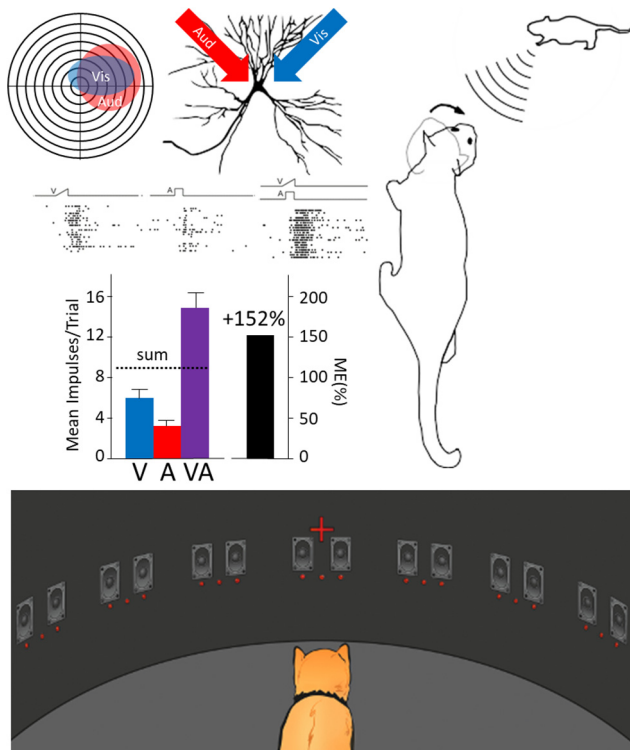 Vis
Aud
Aud
Vis
V
A
V
A
Mean Impulses/Trial
16
12
8
4
0
sum
+152%
200
150
100
50
0
ME(%)
V A VA